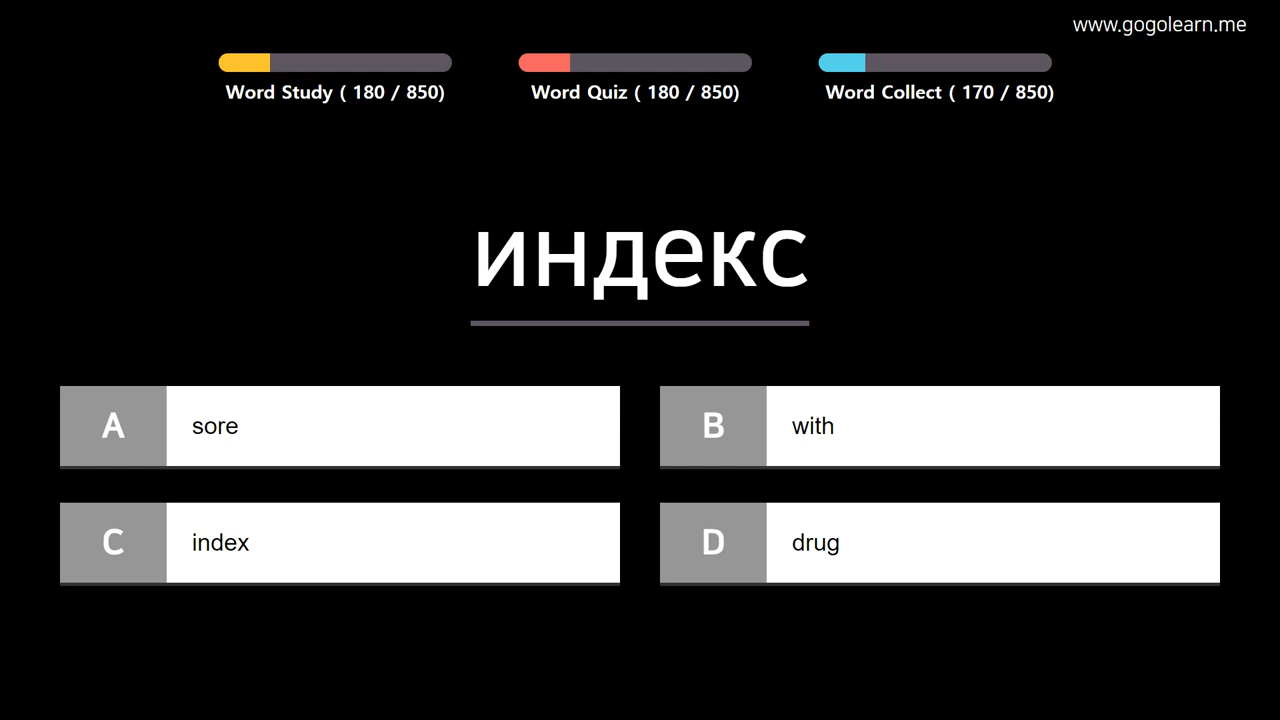 www.gogolearn.me
Word Study ( 180 / 850)
Word Quiz ( 180 / 850)
Word Collect ( 170 / 850)
индекс
A sore
B with
C index
D drug